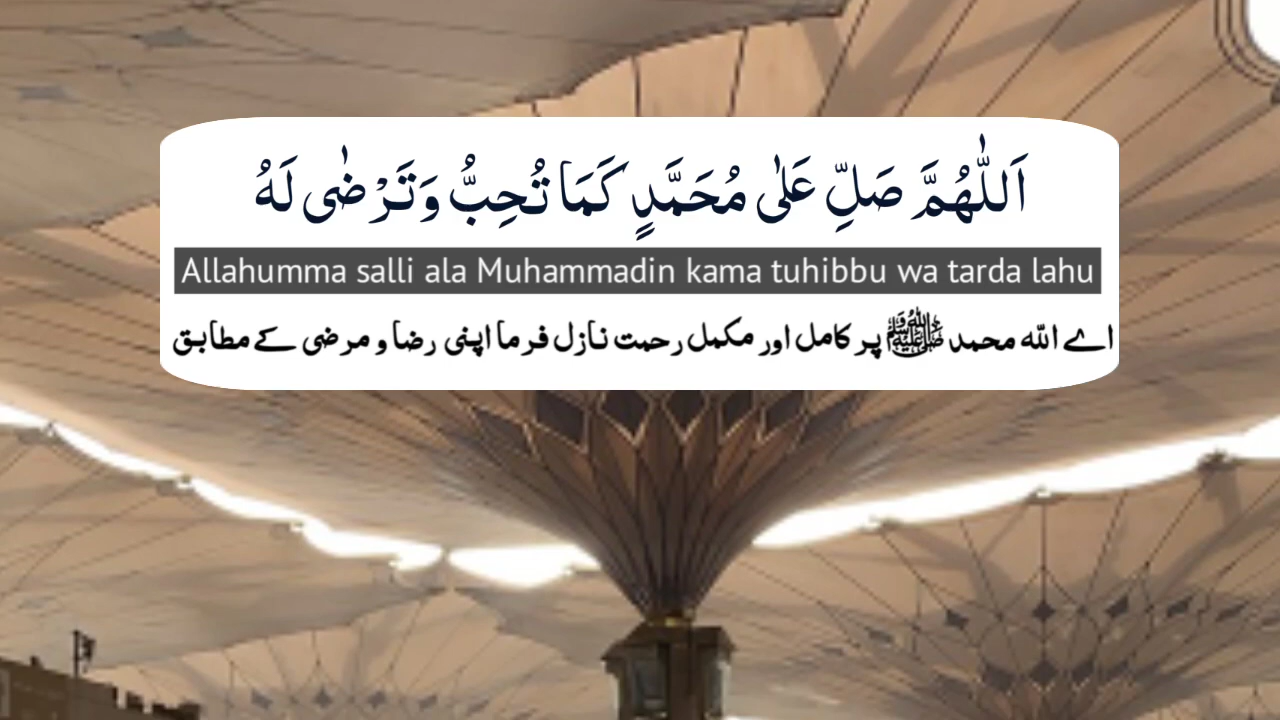 اَللّٰهُمَّ صَلِّ عَلٰى مُحَمَّدٍ كَمَا تُحِبُّ وَتَرْضٰى لَهُ
Allahumma salli ala Muhammadin kama tuhibbu wa tarda lahu
اے اللّٰہ محمد ﷺ پر کامل اور مکمل رحمت نازل فرما اپنی رضا و مرضی کے مطابق